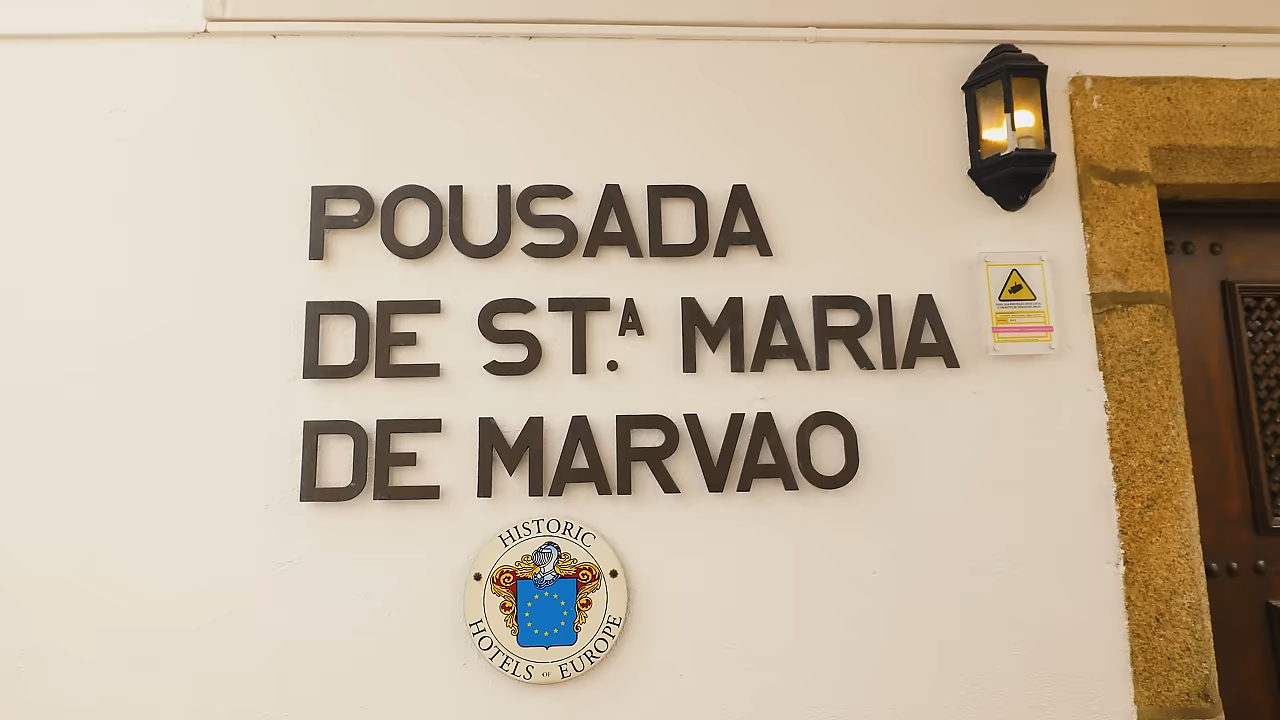 POUSADA
DE ST.ª MARIA
DE MARVAO
HISTORIC
HOTELS OF EUROPE